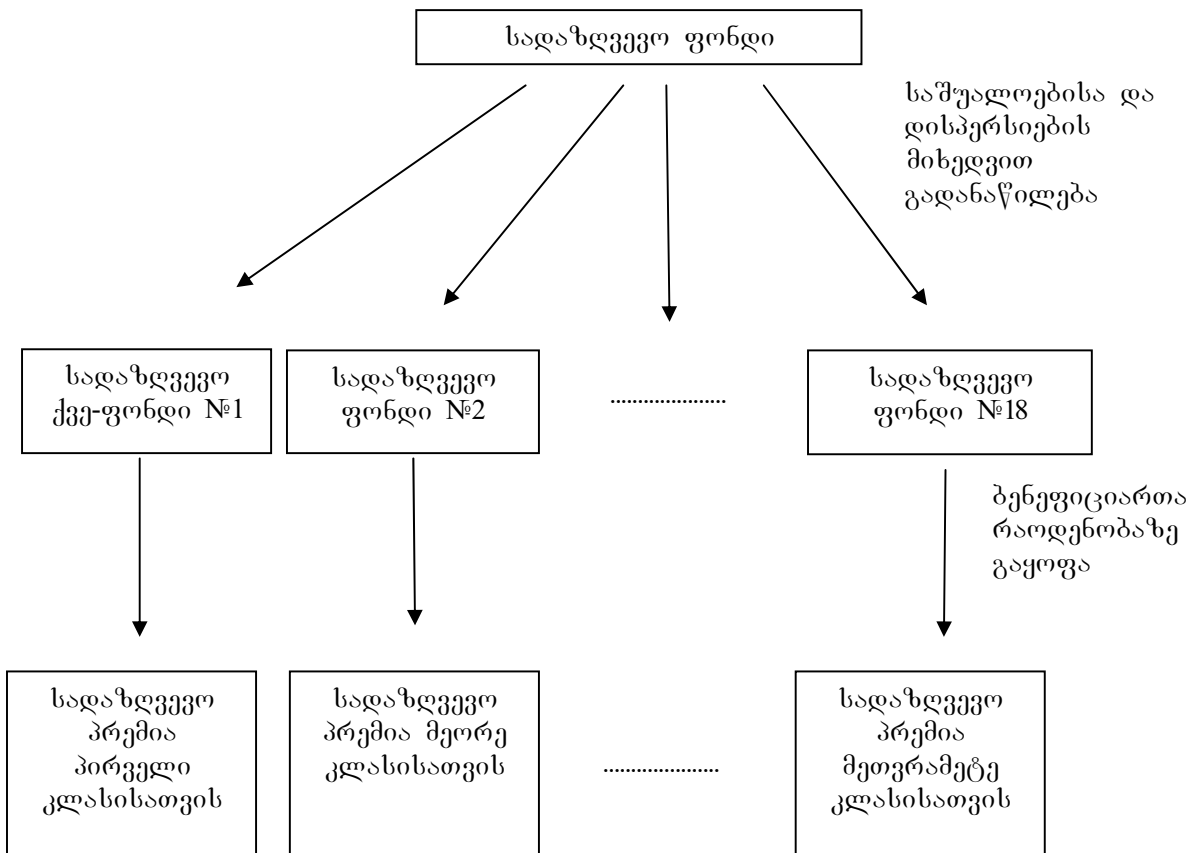 სადაზღვევო ფონდი
საშუალოებისა და
დისპერსიების
მიხედვით
გადანაწილება
სადაზღვევო
ქვე-ფონდი №1
სადაზღვევო
ფონდი №2
.....................
სადაზღვევო
ფონდი №18
ბენეფიციართა
რაოდენობაზე
გაყოფა
სადაზღვევო
პრემია
პირველი
კლასისათვის
სადაზღვევო
პრემია მეორე
კლასისათვის
.....................
სადაზღვევო
პრემია
მეთვრამეტე
კლასისათვის